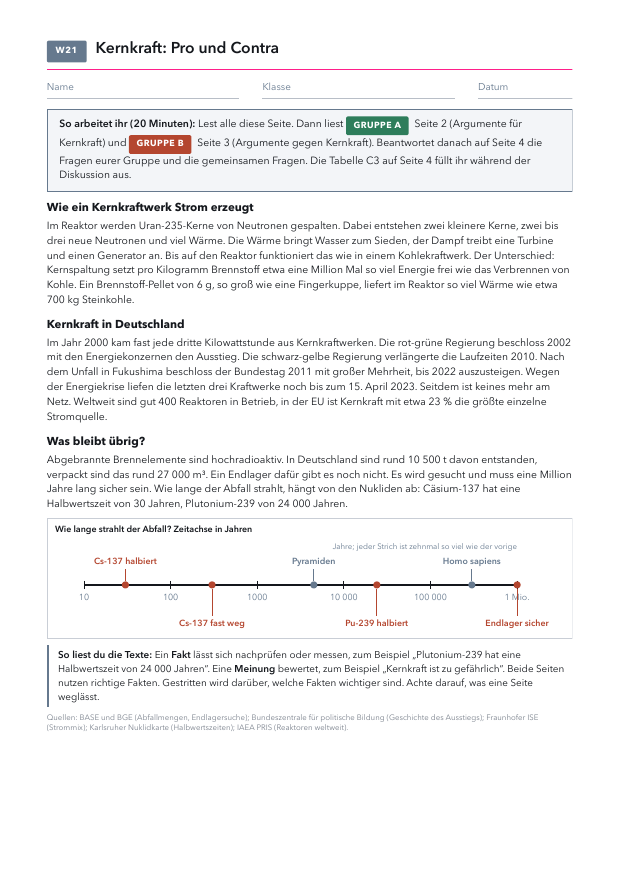 W21 Kernkraft: Pro und Contra
Name Klasse Datum
So arbeitet ihr (20 Minuten): Lest alle diese Seite. Dann liest GRUPPE A Seite 2 (Argumente für
Kernkraft) und GRUPPE B Seite 3 (Argumente gegen Kernkraft). Beantwortet danach auf Seite 4 die
Fragen eurer Gruppe und die gemeinsamen Fragen. Die Tabelle C3 auf Seite 4 füllt ihr während der
Diskussion aus.
Wie ein Kernkraftwerk Strom erzeugt
Im Reaktor werden Uran-235-Kerne von Neutronen gespalten. Dabei entstehen zwei kleinere Kerne, zwei bis
drei neue Neutronen und viel Wärme. Die Wärme bringt Wasser zum Sieden, der Dampf treibt eine Turbine
und einen Generator an. Bis auf den Reaktor funktioniert das wie in einem Kohlekraftwerk. Der Unterschied:
Kernspaltung setzt pro Kilogramm Brennstoff etwa eine Million Mal so viel Energie frei wie das Verbrennen von
Kohle. Ein Brennstoff-Pellet von 6 g, so groß wie eine Fingerkuppe, liefert im Reaktor so viel Wärme wie etwa
700 kg Steinkohle.
Kernkraft in Deutschland
Im Jahr 2000 kam fast jede dritte Kilowattstunde aus Kernkraftwerken. Die rot-grüne Regierung beschloss 2002
mit den Energiekonzernen den Ausstieg. Die schwarz-gelbe Regierung verlängerte die Laufzeiten 2010. Nach
dem Unfall in Fukushima beschloss der Bundestag 2011 mit großer Mehrheit, bis 2022 auszusteigen. Wegen
der Energiekrise liefen die letzten drei Kraftwerke noch bis zum 15. April 2023. Seitdem ist keines mehr am
Netz. Weltweit sind gut 400 Reaktoren in Betrieb, in der EU ist Kernkraft mit etwa 23 % die größte einzelne
Stromquelle.
Was bleibt übrig?
Abgebrannte Brennelemente sind hochradioaktiv. In Deutschland sind rund 10 500 t davon entstanden,
verpackt sind das rund 27 000 m³. Ein Endlager dafür gibt es noch nicht. Es wird gesucht und muss eine Million
Jahre lang sicher sein. Wie lange der Abfall strahlt, hängt von den Nukliden ab: Cäsium-137 hat eine
Halbwertszeit von 30 Jahren, Plutonium-239 von 24 000 Jahren.
Wie lange strahlt der Abfall? Zeitachse in Jahren
Jahre; jeder Strich ist zehnmal so viel wie der vorige
Cs-137 halbiert Pyramiden Homo sapiens
10 100 1000 10 000 100 000 1 Mio.
Cs-137 fast weg Pu-239 halbiert Endlager sicher
So liest du die Texte: Ein Fakt lässt sich nachprüfen oder messen, zum Beispiel „Plutonium-239 hat eine
Halbwertszeit von 24 000 Jahren“. Eine Meinung bewertet, zum Beispiel „Kernkraft ist zu gefährlich“. Beide Seiten
nutzen richtige Fakten. Gestritten wird darüber, welche Fakten wichtiger sind. Achte darauf, was eine Seite
weglässt.
Quellen: BASE und BGE (Abfallmengen, Endlagersuche); Bundeszentrale für politische Bildung (Geschichte des Ausstiegs); Fraunhofer ISE
(Strommix); Karlsruher Nuklidkarte (Halbwertszeiten); IAEA PRIS (Reaktoren weltweit).